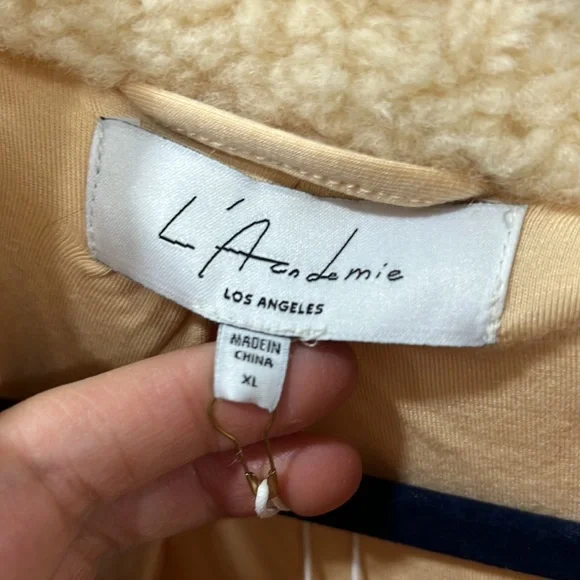 L'Academie
LOS ANGELES
MADE IN
CHINA
XL